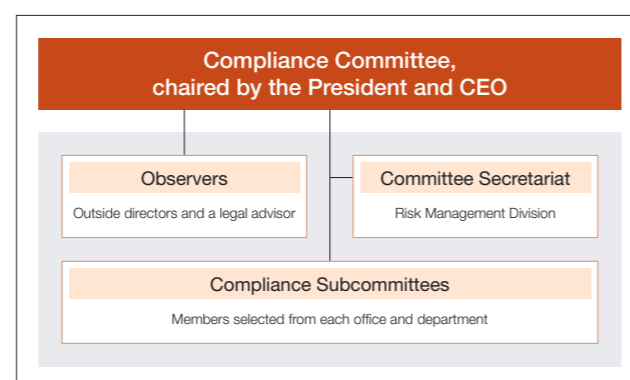 Compliance Committee,
chaired by the President and CEO
Observers
Outside directors and a legal advisor
Committee Secretariat
Risk Management Division
Compliance Subcommittees
Members selected from each office and department